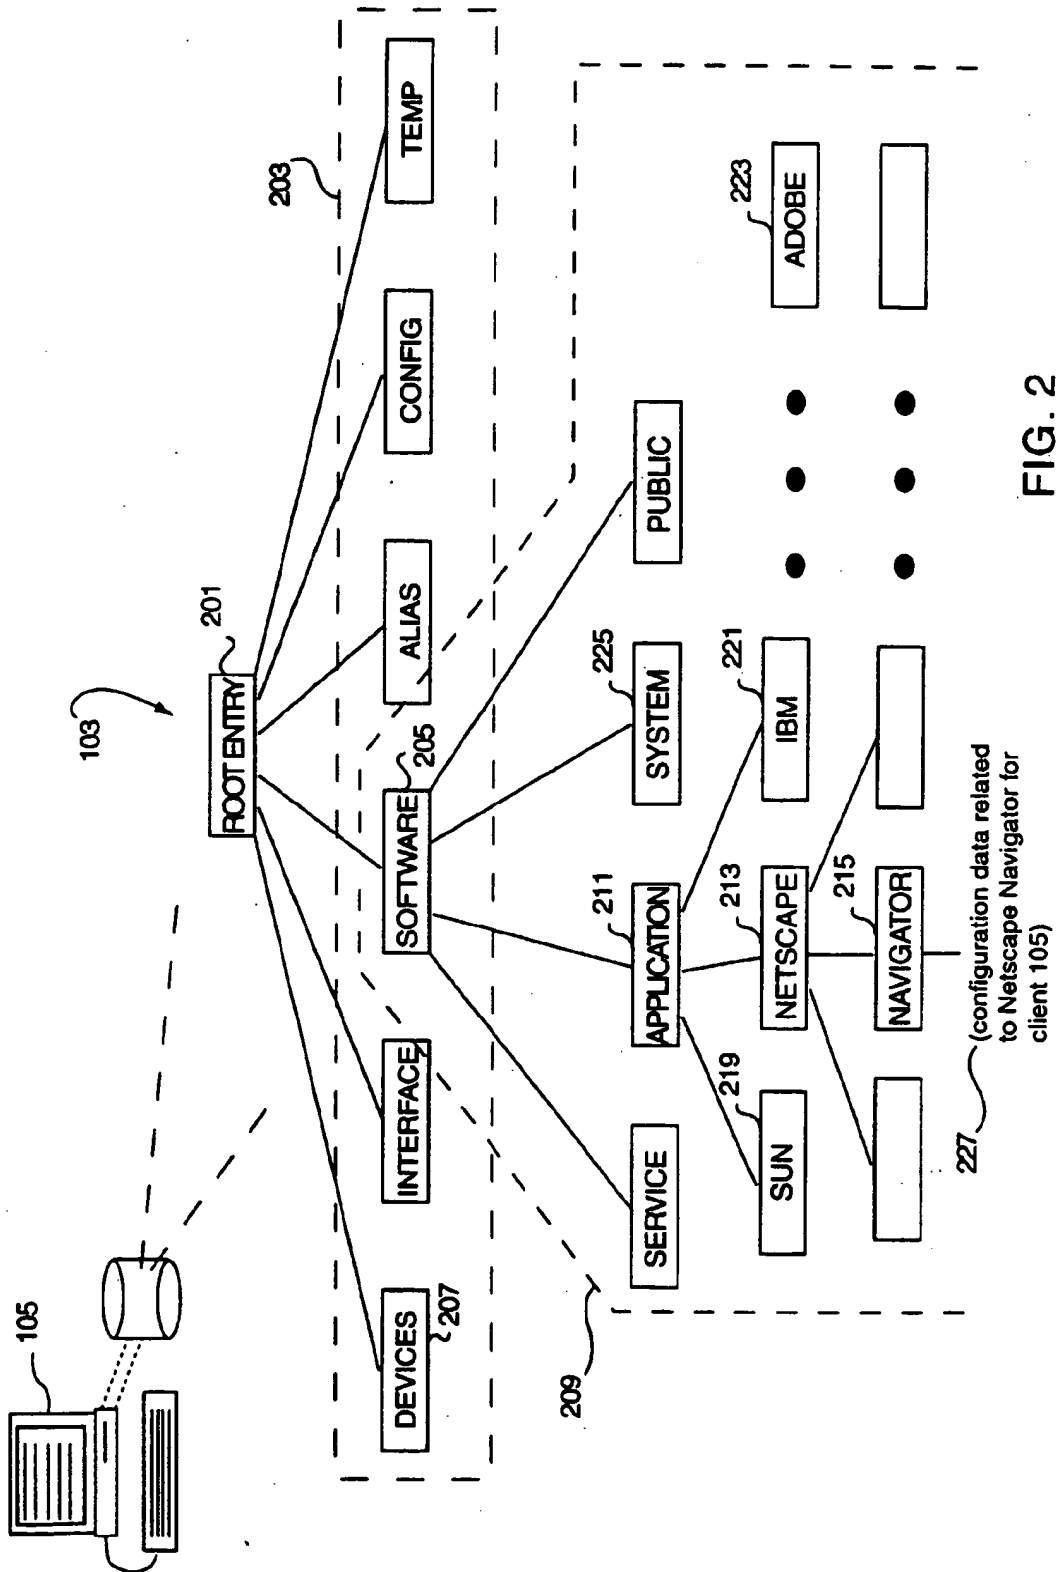 105
103
ROOT ENTRY
201
203
DEVICES
207
INTERFACE
SOFTWARE
205
ALIAS
CONFIG
TEMP
209
SERVICE
APPLICATION
211
SYSTEM
225
PUBLIC
SUN
219
NETSCAPE
213
IBM
221
ADOBE
223
NAVIGATOR
215
227
(configuration data related
to Netscape Navigator for
client 105)
FIG. 2